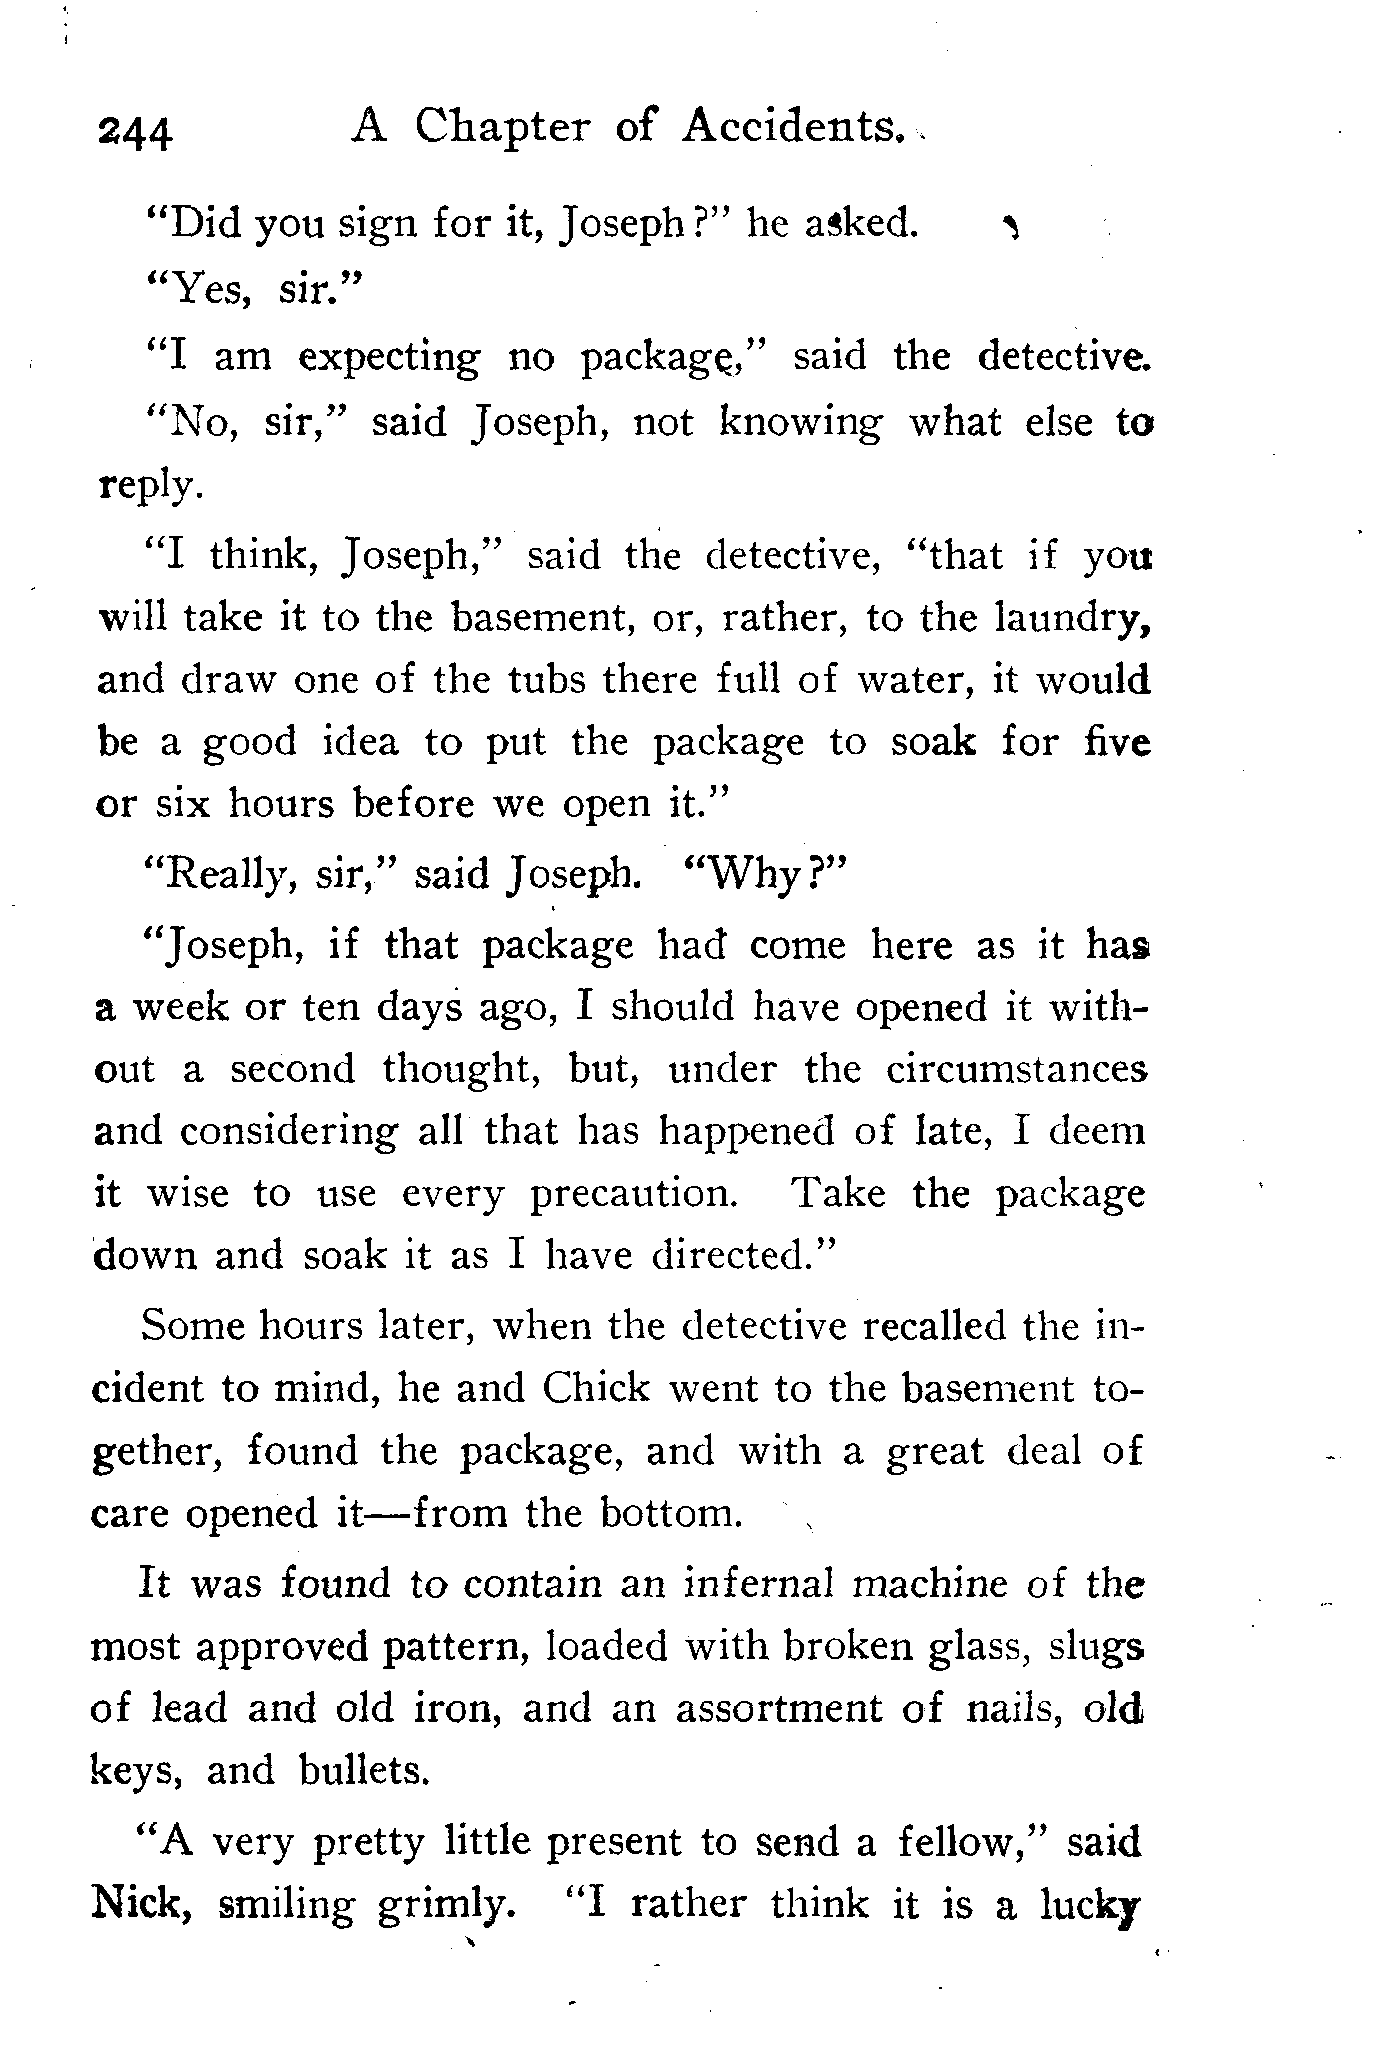 244 A Chapter of Accidents.
“Did you sign for it, Joseph?” he asked.
“Yes, sir.”
“I am expecting no package,” said the detective.
“No, sir,” said Joseph, not knowing what else to
reply.
“I think, Joseph,” said the detective, “that if you
will take it to the basement, or, rather, to the laundry,
and draw one of the tubs there full of water, it would
be a good idea to put the package to soak for five
or six hours before we open it.”
“Really, sir,” said Joseph. “Why?”
“Joseph, if that package had come here as it has
a week or ten days ago, I should have opened it with-
out a second thought, but, under the circumstances
and considering all that has happened of late, I deem
it wise to use every precaution. Take the package
down and soak it as I have directed.”
Some hours later, when the detective recalled the in-
cident to mind, he and Chick went to the basement to-
gether, found the package, and with a great deal of
care opened it—from the bottom.
It was found to contain an infernal machine of the
most approved pattern, loaded with broken glass, slugs
of lead and old iron, and an assortment of nails, old
keys, and bullets.
“A very pretty little present to send a fellow,” said
Nick, smiling grimly. “I rather think it is a lucky